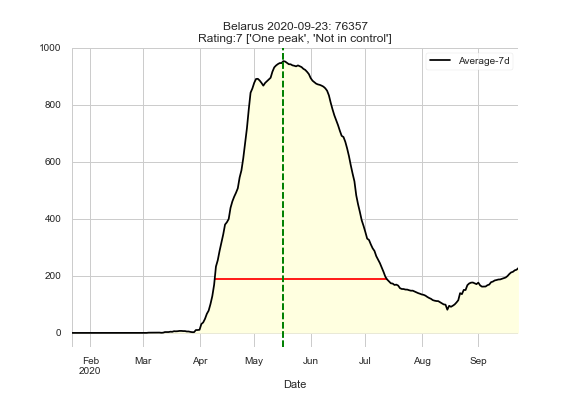 Belarus 2020-09-23: 76357
Rating:7 ['One peak', 'Not in control']
Average-7d
1000
800
600
400
200
0
Feb
2020
Mar
Apr
May
Jun
Jul
Aug
Sep
Date